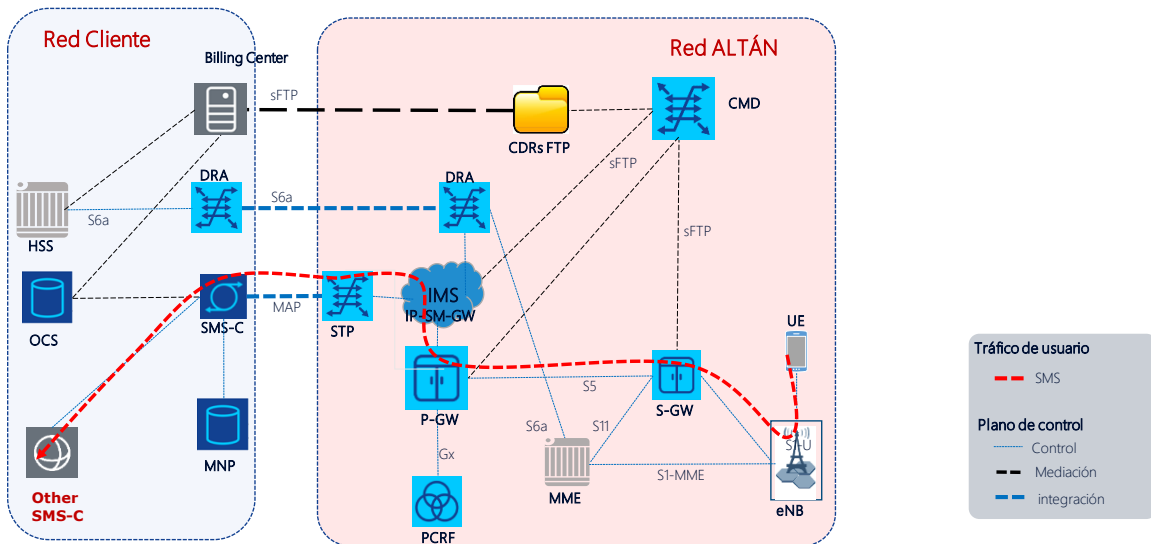 Red Cliente
Red ALTÁN
Billing Center
sFTP
CDRs FTP
CMD
sFTP
DRA
S6a
DRA
S6a
HSS
sFTP
IMS
IP-SM-GW
MAP
OCS
SMS-C
STP
UE
P-GW
S5
S-GW
Tráfico de usuario
SMS
MNP
Gx
S6a
S11
S1-U
Plano de control
Control
Mediación
integración
S1-MME
MME
eNB
Other
SMS-C
PCRF